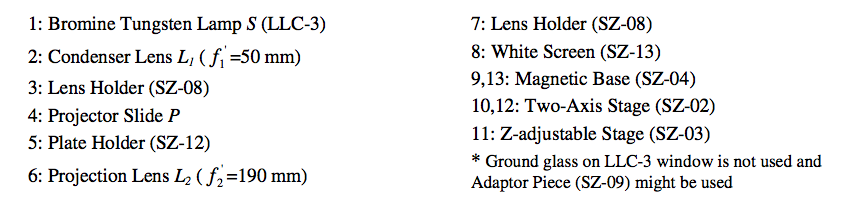 1: Bromine Tungsten Lamp S (LLC-3)
2: Condenser Lens L₁ ( f₁'=50 mm)
3: Lens Holder (SZ-08)
4: Projector Slide P
5: Plate Holder (SZ-12)
6: Projection Lens L₂ ( f₂'=190 mm)
7: Lens Holder (SZ-08)
8: White Screen (SZ-13)
9,13: Magnetic Base (SZ-04)
10,12: Two-Axis Stage (SZ-02)
11: Z-adjustable Stage (SZ-03)
* Ground glass on LLC-3 window is not used and
Adaptor Piece (SZ-09) might be used